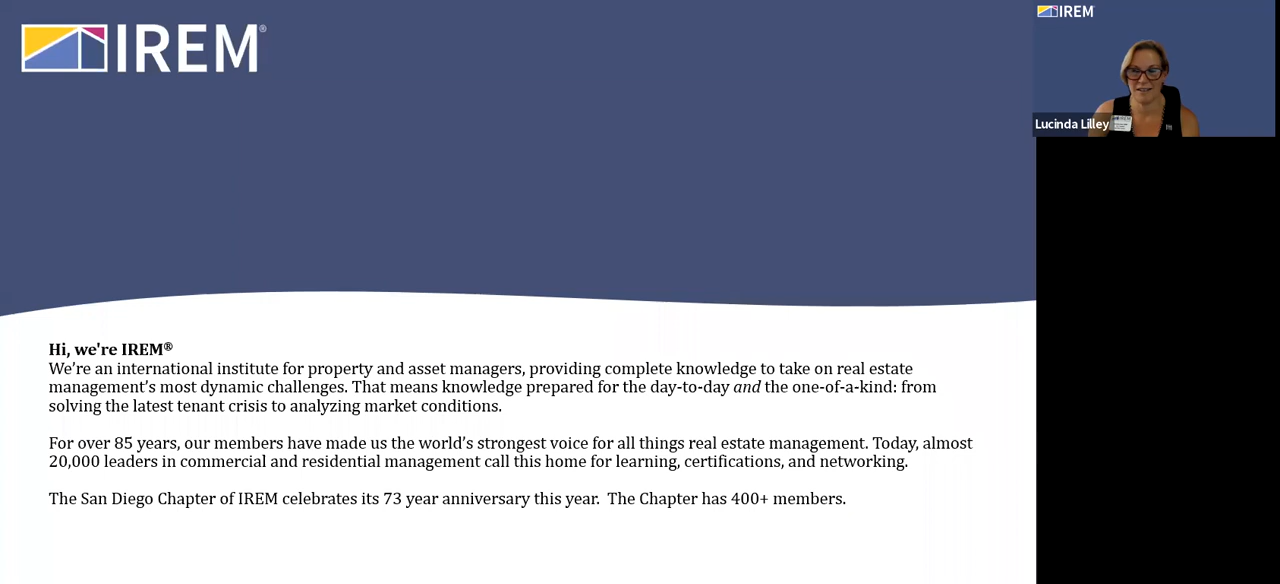 IREM®
IREM
Lucinda Lilley
Hi, we're IREM®
We’re an international institute for property and asset managers, providing complete knowledge to take on real estate
management’s most dynamic challenges. That means knowledge prepared for the day-to-day and the one-of-a-kind: from
solving the latest tenant crisis to analyzing market conditions.
For over 85 years, our members have made us the world’s strongest voice for all things real estate management. Today, almost
20,000 leaders in commercial and residential management call this home for learning, certifications, and networking.
The San Diego Chapter of IREM celebrates its 73 year anniversary this year.  The Chapter has 400+ members.